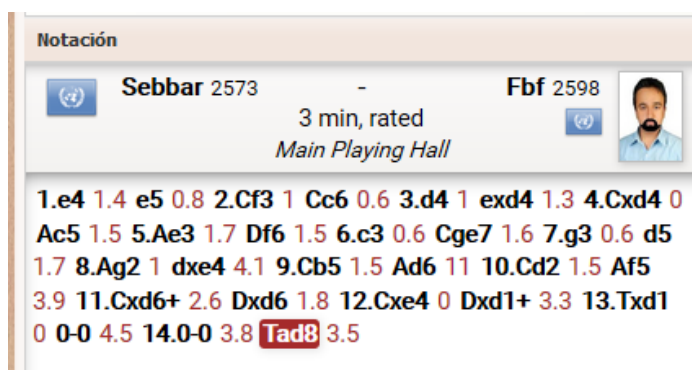 Notación
Sebbar 2573 - Fbf 2598
3 min, rated
Main Playing Hall
1.e4 1.4 e5 0.8 2.Cf3 1 Cc6 0.6 3.d4 1 exd4 1.3 4.Cxd4 0
Ac5 1.5 5.Ae3 1.7 Df6 1.5 6.c3 0.6 Cge7 1.6 7.g3 0.6 d5
1.7 8.Ag2 1 dxe4 4.1 9.Cb5 1.5 Ad6 11 10.Cd2 1.5 Af5
3.9 11.Cxd6+ 2.6 Dxd6 1.8 12.Cxe4 0 Dxd1+ 3.3 13.Txd1
0 0-0 4.5 14.0-0 3.8 Tad8 3.5